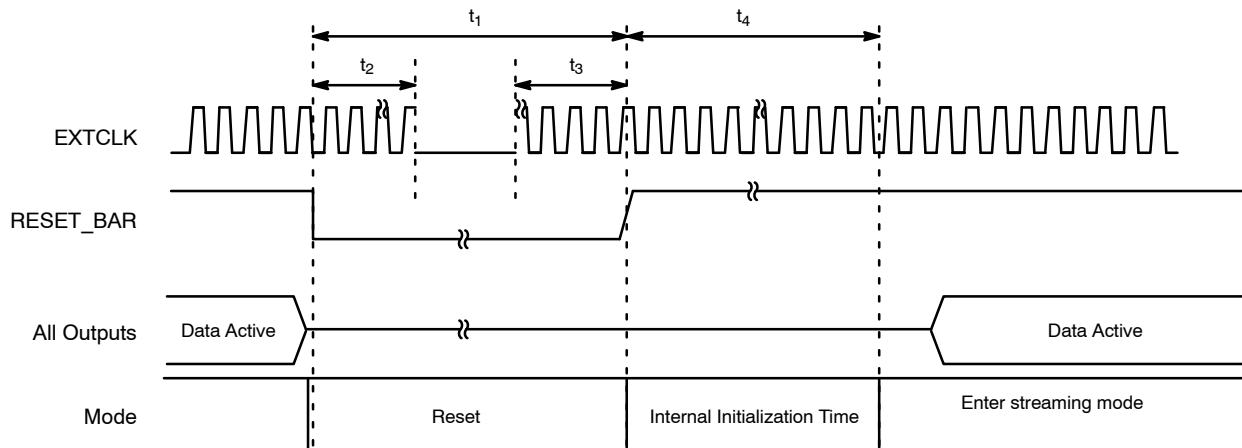 t1
t4
t2
t3
EXTCLK
RESET_BAR
All Outputs
Data Active
Data Active
Mode
Reset
Internal Initialization Time
Enter streaming mode